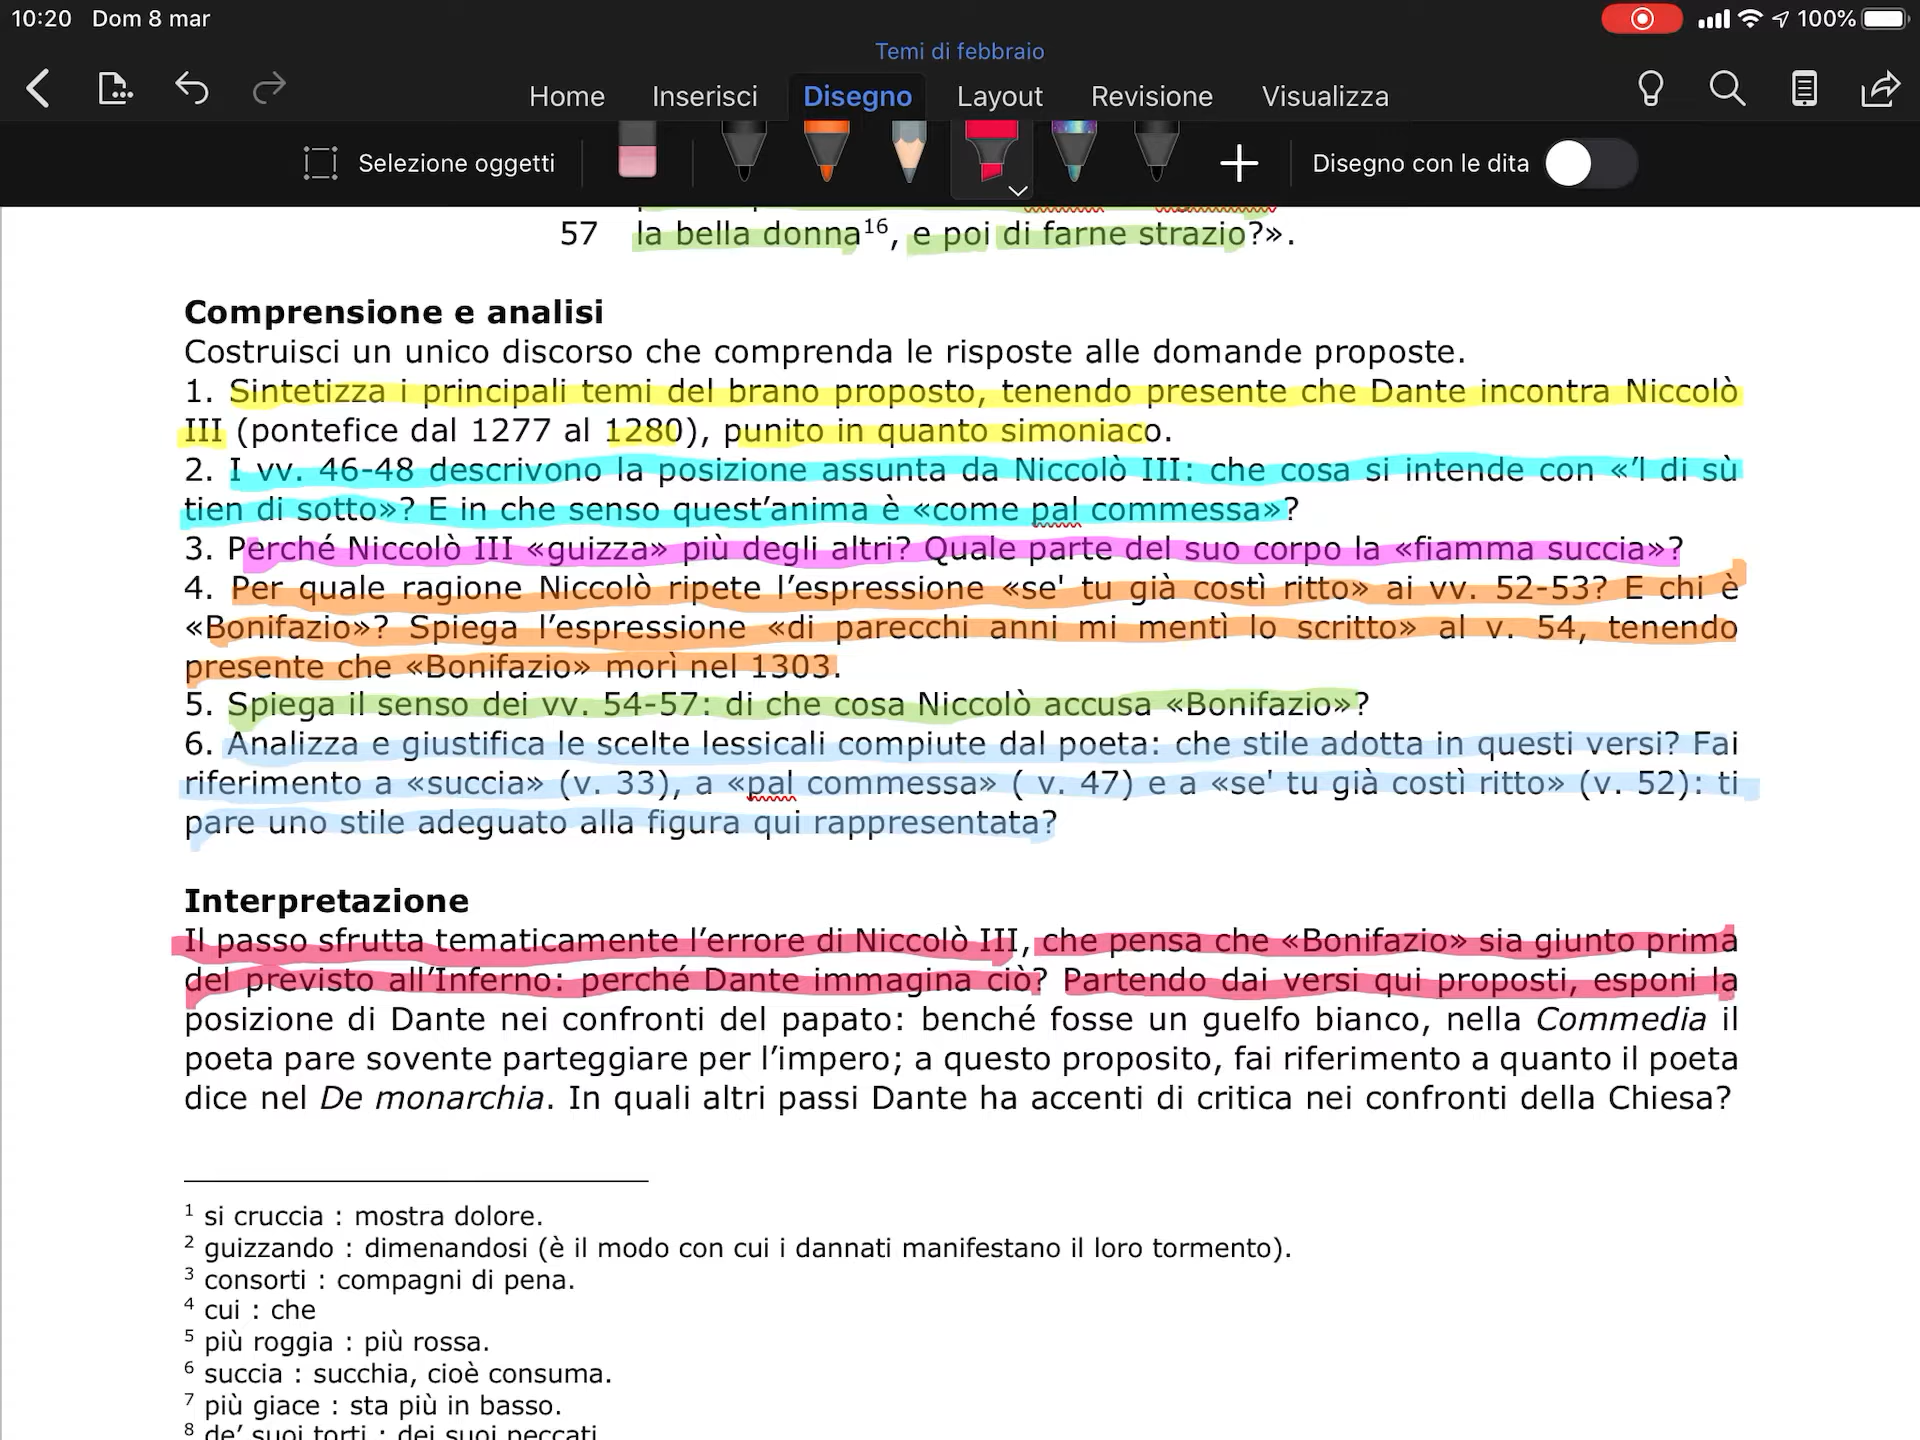 10:20 Dom 8 mar 100%
Temi di febbraio
Home Inserisci Disegno Layout Revisione Visualizza
Selezione oggetti Disegno con le dita
57 la bella donna¹⁶, e poi di farne strazio?».
Comprensione e analisi
Costruisci un unico discorso che comprenda le risposte alle domande proposte.
1. Sintetizza i principali temi del brano proposto, tenendo presente che Dante incontra Niccolò
III (pontefice dal 1277 al 1280), punito in quanto simoniaco.
2. I vv. 46-48 descrivono la posizione assunta da Niccolò III: che cosa si intende con «’l di sù
tien di sotto»? E in che senso quest’anima è «come pal commessa»?
3. Perché Niccolò III «guizza» più degli altri? Quale parte del suo corpo la «fiamma succia»?
4. Per quale ragione Niccolò ripete l’espressione «se' tu già costì ritto» ai vv. 52-53? E chi è
«Bonifazio»? Spiega l’espressione «di parecchi anni mi mentì lo scritto» al v. 54, tenendo
presente che «Bonifazio» morì nel 1303.
5. Spiega il senso dei vv. 54-57: di che cosa Niccolò accusa «Bonifazio»?
6. Analizza e giustifica le scelte lessicali compiute dal poeta: che stile adotta in questi versi? Fai
riferimento a «succia» (v. 33), a «pal commessa» ( v. 47) e a «se' tu già costì ritto» (v. 52): ti
pare uno stile adeguato alla figura qui rappresentata?
Interpretazione
Il passo sfrutta tematicamente l’errore di Niccolò III, che pensa che «Bonifazio» sia giunto prima
del previsto all’Inferno: perché Dante immagina ciò? Partendo dai versi qui proposti, esponi la
posizione di Dante nei confronti del papato: benché fosse un guelfo bianco, nella Commedia il
poeta pare sovente parteggiare per l’impero; a questo proposito, fai riferimento a quanto il poeta
dice nel De monarchia. In quali altri passi Dante ha accenti di critica nei confronti della Chiesa?
¹ si cruccia : mostra dolore.
² guizzando : dimenandosi (è il modo con cui i dannati manifestano il loro tormento).
³ consorti : compagni di pena.
⁴ cui : che
⁵ più roggia : più rossa.
⁶ succia : succhia, cioè consuma.
⁷ più giace : sta più in basso.
⁸ de’ suoi torti : dei suoi peccati